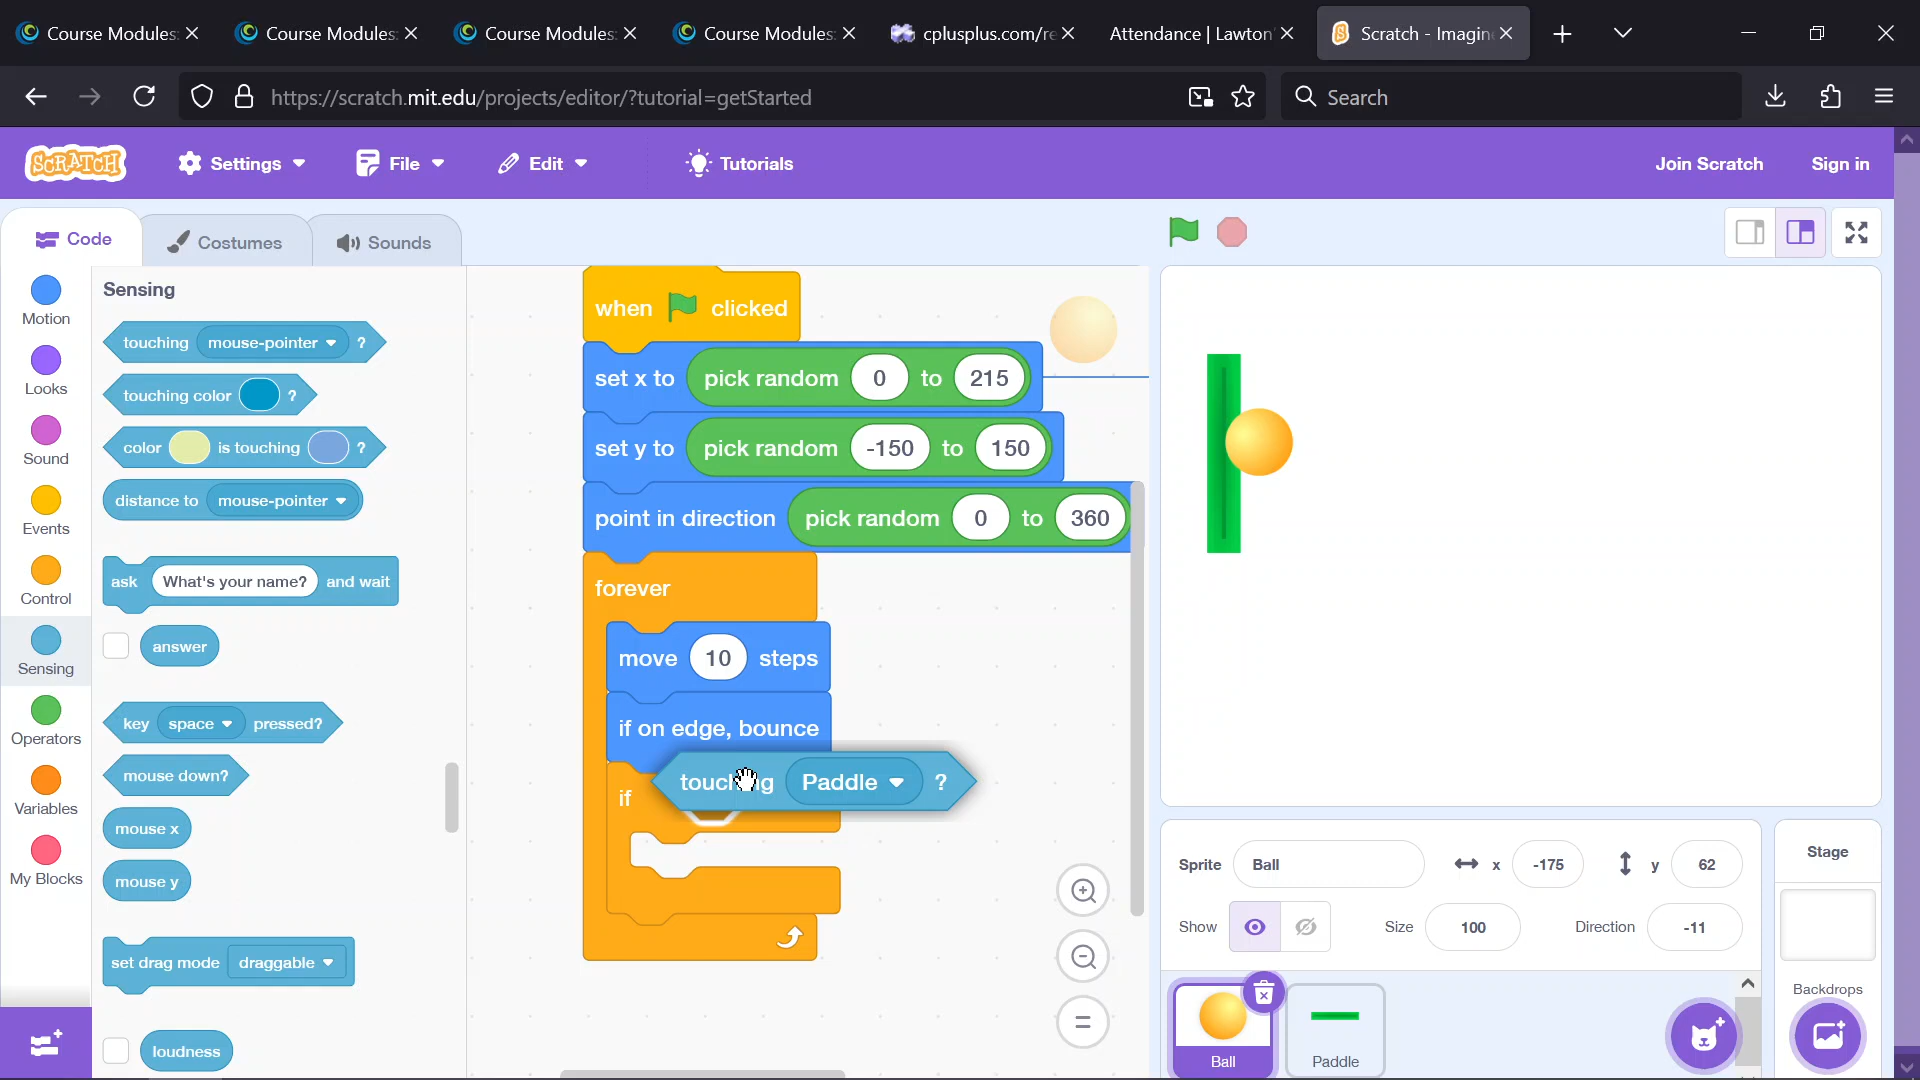 Course Modules:
Course Modules:
Course Modules:
Course Modules:
cplusplus.com/re
Attendance | Lawton
Scratch - Imagin
https://scratch.mit.edu/projects/editor/?tutorial=getStarted
Search
SCRATCH
Settings
File
Edit
Tutorials
Join Scratch
Sign in
Code
Costumes
Sounds
Motion
Looks
Sound
Events
Control
Sensing
Operators
Variables
My Blocks
Sensing
touching mouse-pointer ?
touching color ?
color is touching ?
distance to mouse-pointer
ask What's your name? and wait
answer
key space pressed?
mouse down?
mouse x
mouse y
set drag mode draggable
loudness
when clicked
set x to pick random 0 to 215
set y to pick random -150 to 150
point in direction pick random 0 to 360
forever
move 10 steps
if on edge, bounce
if touching Paddle ?
Sprite Ball x -175 y 62
Show Size 100 Direction -11
Ball
Paddle
Stage
Backdrops